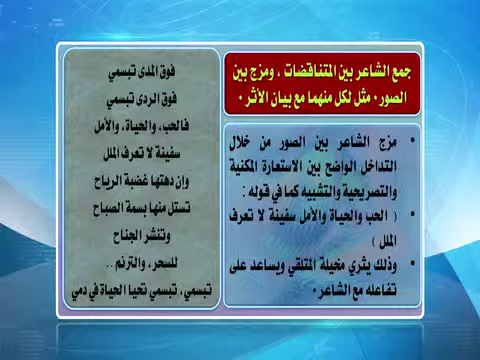 جمع الشاعر بين المتناقضات ، ومزج بين
الصور • مثل لكل منهما مع بيان الأثر •
• مزج الشاعر بين الصور من خلال
التداخل الواضح بين الاستعارة المكنية
والتصريحية والتشبيه كما في قوله :
• ( الحب والحياة والأمل سفينة لا تعرف
الملل )
• وذلك يثري مخيلة المتلقي ويساعد على
تفاعله مع الشاعر •
فوق المدى تبسمي
فوق الردى تبسمي
فالحب، والحياة، والأمل
سفينة لا تعرف الملل
وإن دهتها غضبة الرياح
تستل منها بسمة الصباح
وتنشر الجناح
للسحر، والترنم ..
تبسمي، تبسمي تحيا الحياة في دمي